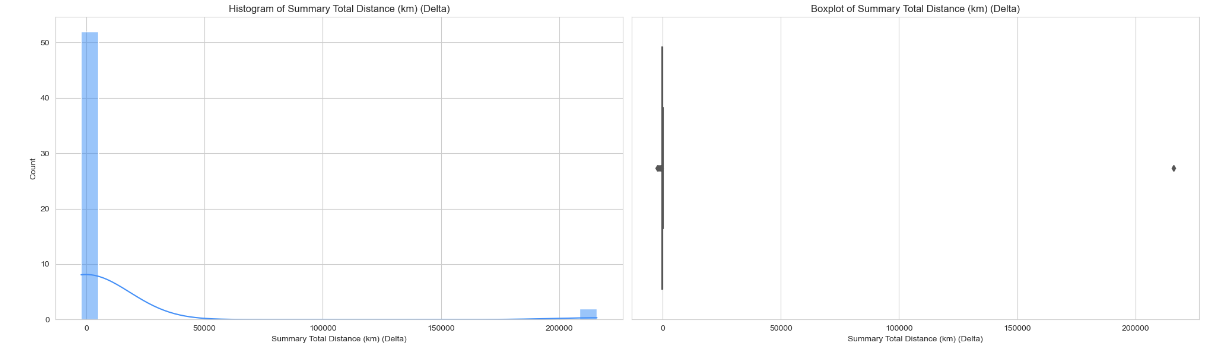 Histogram of Summary Total Distance (km) (Delta)
50
40
30
20
10
0
Count
0 50000 100000 150000 200000
Summary Total Distance (km) (Delta)
Boxplot of Summary Total Distance (km) (Delta)
0 50000 100000 150000 200000
Summary Total Distance (km) (Delta)